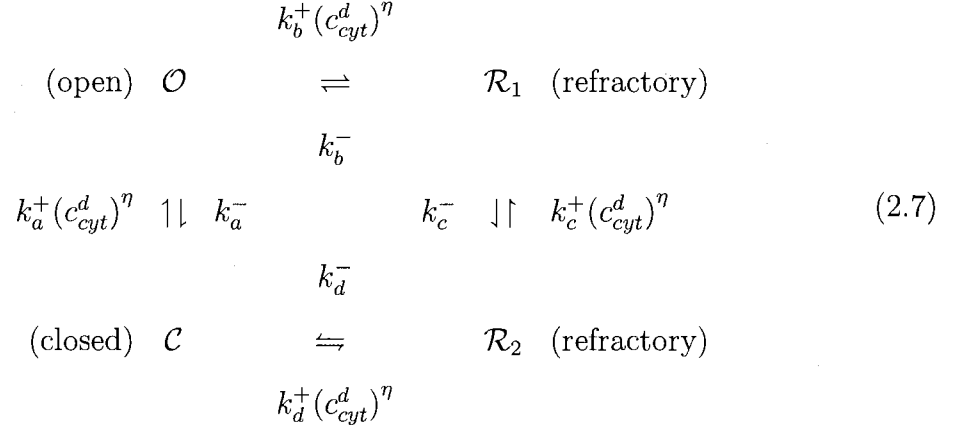 k_b^+(c_{cyt}^d)^η
(open) 𝒪 ⇌ ℛ_1 (refractory)
k_b^-
k_a^+(c_{cyt}^d)^η ↿⇂ k_a^- k_c^- ⇃↾ k_c^+(c_{cyt}^d)^η (2.7)
k_d^-
(closed) 𝒞 ⇋ ℛ_2 (refractory)
k_d^+(c_{cyt}^d)^η